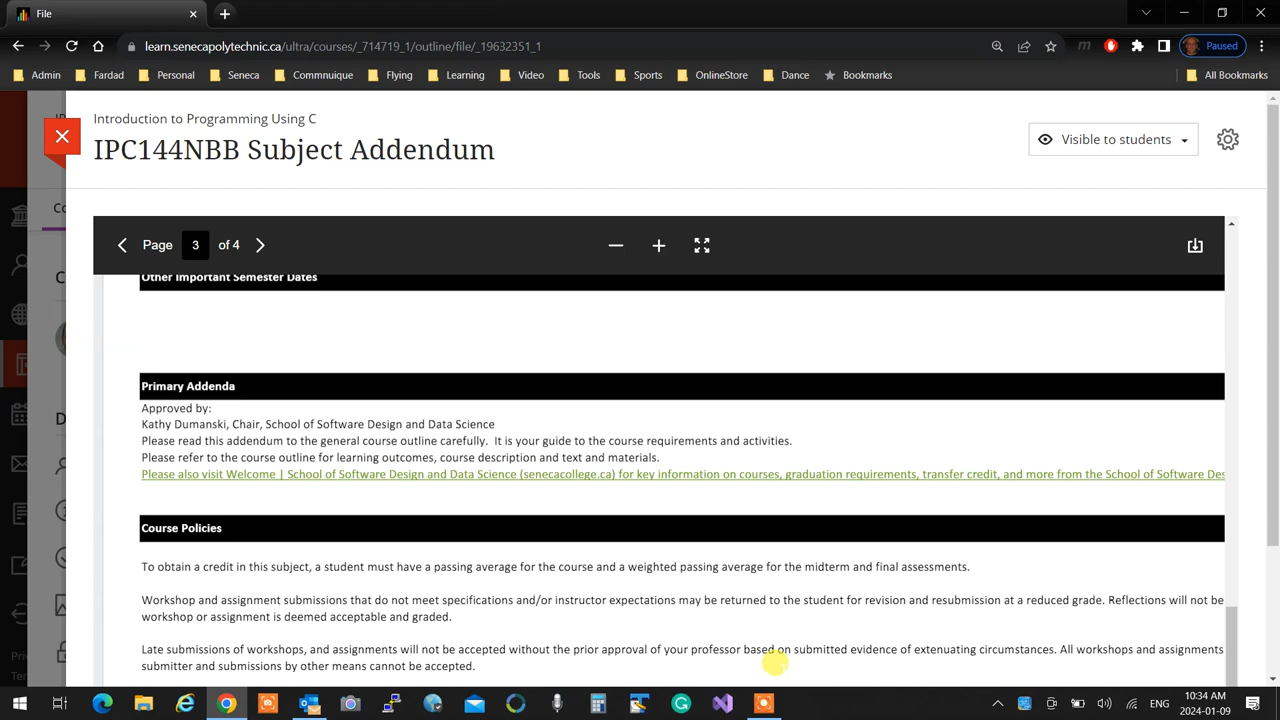 File
learn.senecapolytechnic.ca/ultra/courses/_714719_1/outline/file/_19632351_1
Paused
Admin Fardad Personal Seneca Commnuique Flying Learning Video Tools Sports OnlineStore Dance Bookmarks All Bookmarks
Introduction to Programming Using C
IPC144NBB Subject Addendum
Visible to students
Page 3 of 4
Other Important Semester Dates
Primary Addenda
Approved by:
Kathy Dumanski, Chair, School of Software Design and Data Science
Please read this addendum to the general course outline carefully. It is your guide to the course requirements and activities.
Please refer to the course outline for learning outcomes, course description and text and materials.
Please also visit Welcome | School of Software Design and Data Science (senecacollege.ca) for key information on courses, graduation requirements, transfer credit, and more from the School of Software Des
Course Policies
To obtain a credit in this subject, a student must have a passing average for the course and a weighted passing average for the midterm and final assessments.
Workshop and assignment submissions that do not meet specifications and/or instructor expectations may be returned to the student for revision and resubmission at a reduced grade. Reflections will not be
workshop or assignment is deemed acceptable and graded.
Late submissions of workshops, and assignments will not be accepted without the prior approval of your professor based on submitted evidence of extenuating circumstances. All workshops and assignments
submitter and submissions by other means cannot be accepted.
ENG
10:34 AM
2024-01-09